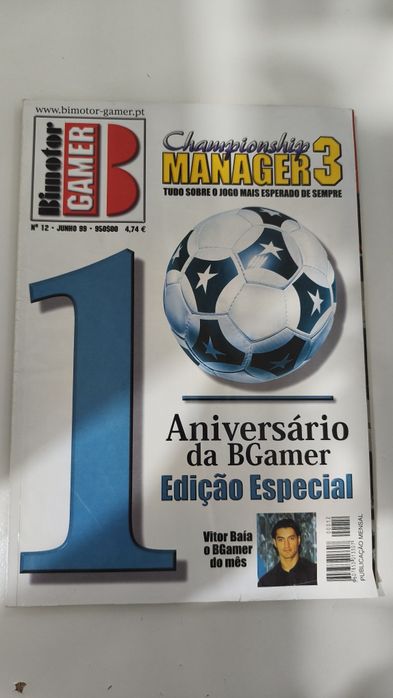 www.bimotor-gamer.pt
Bimotor
GAMER
B
Championship
MANAGER 3
TUDO SOBRE O JOGO MAIS ESPERADO DE SEMPRE
Nº 12 · JUNHO 99 · 950$00 4,74 €
1
Aniversário
da BGamer
Edição Especial
Vitor Baía
o BGamer
do mês
00012
PUBLICAÇÃO MENSAL